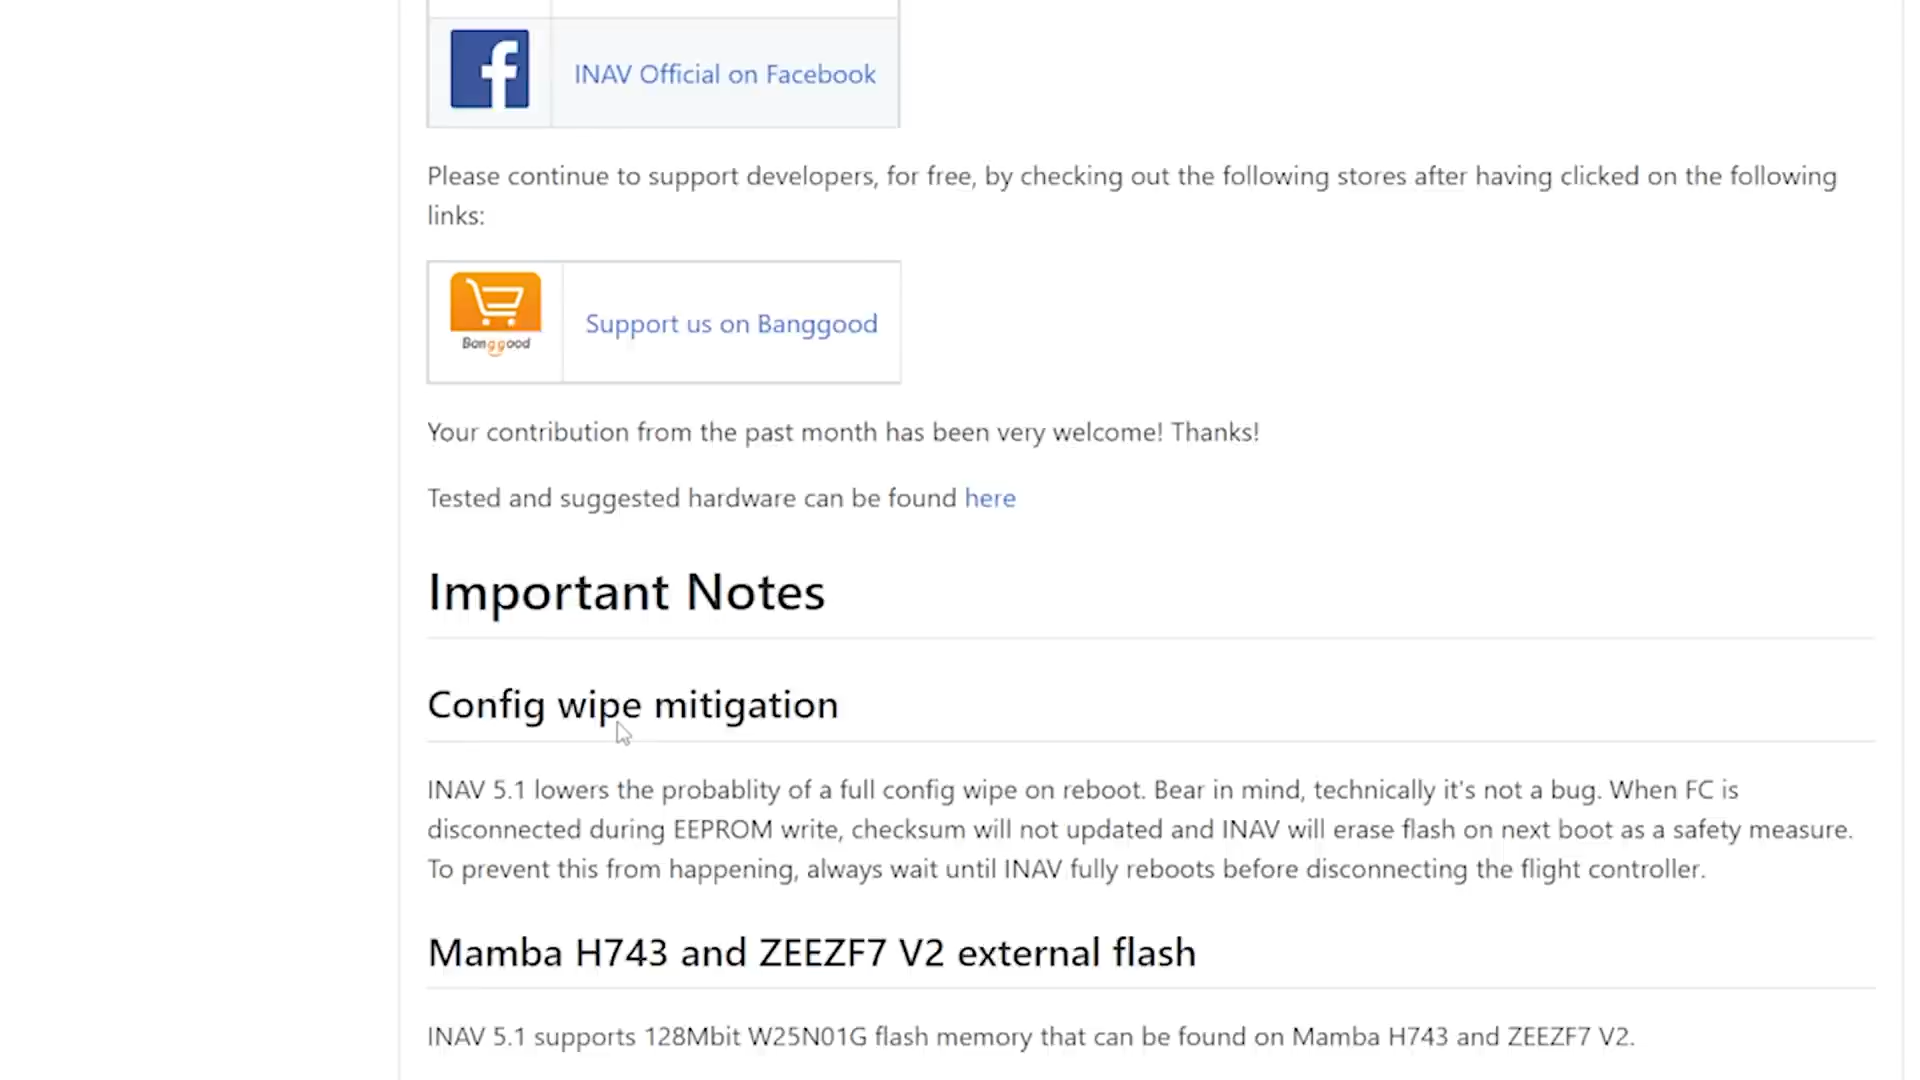 INAV Official on Facebook
Please continue to support developers, for free, by checking out the following stores after having clicked on the following
links:
Banggood
Support us on Banggood
Your contribution from the past month has been very welcome! Thanks!
Tested and suggested hardware can be found here
Important Notes
Config wipe mitigation
INAV 5.1 lowers the probablity of a full config wipe on reboot. Bear in mind, technically it's not a bug. When FC is
disconnected during EEPROM write, checksum will not updated and INAV will erase flash on next boot as a safety measure.
To prevent this from happening, always wait until INAV fully reboots before disconnecting the flight controller.
Mamba H743 and ZEEZF7 V2 external flash
INAV 5.1 supports 128Mbit W25N01G flash memory that can be found on Mamba H743 and ZEEZF7 V2.